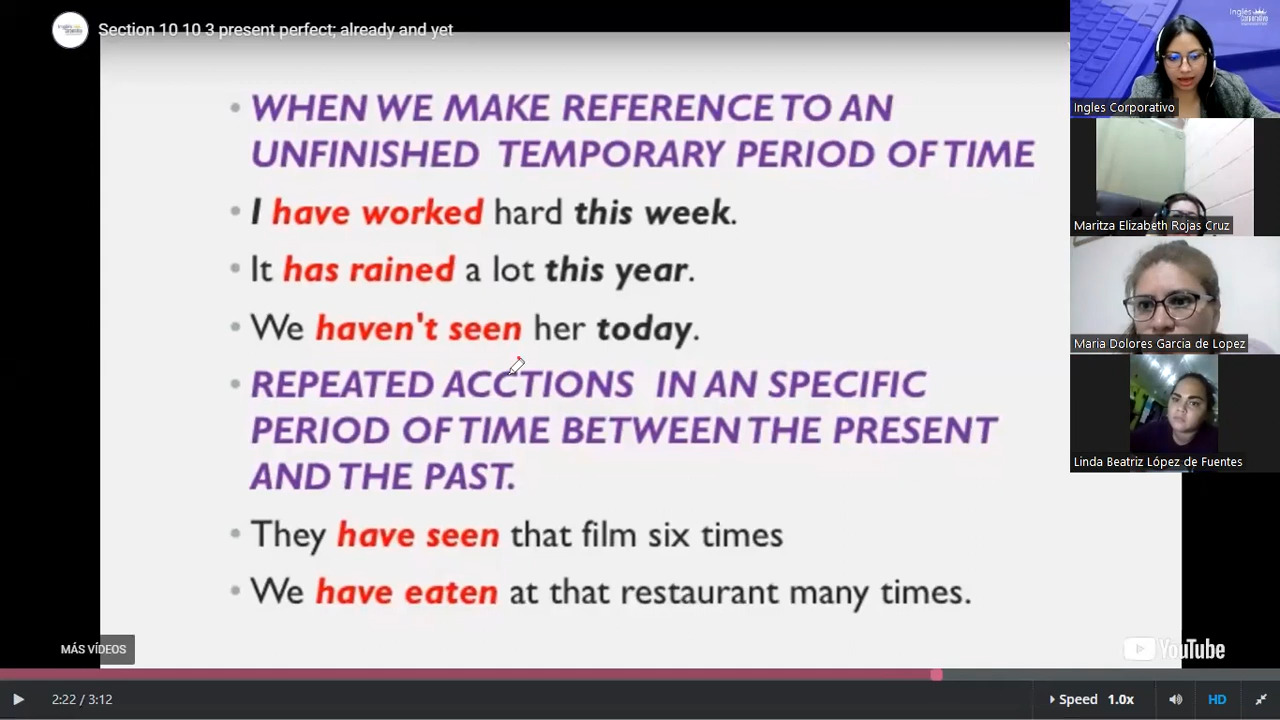 Section 10 10 3 present perfect; already and yet
WHEN WE MAKE REFERENCE TO AN
UNFINISHED TEMPORARY PERIOD OF TIME
I have worked hard this week.
It has rained a lot this year.
We haven't seen her today.
REPEATED ACCTIONS IN AN SPECIFIC
PERIOD OF TIME BETWEEN THE PRESENT
AND THE PAST.
They have seen that film six times
We have eaten at that restaurant many times.
MÁS VÍDEOS
YouTube
2:22 / 3:12
Speed 1.0x
HD
Inglés
Corporativo
Ingles Corporativo
Maritza Elizabeth Rojas Cruz
Maria Dolores Garcia de Lopez
Linda Beatriz López de Fuentes